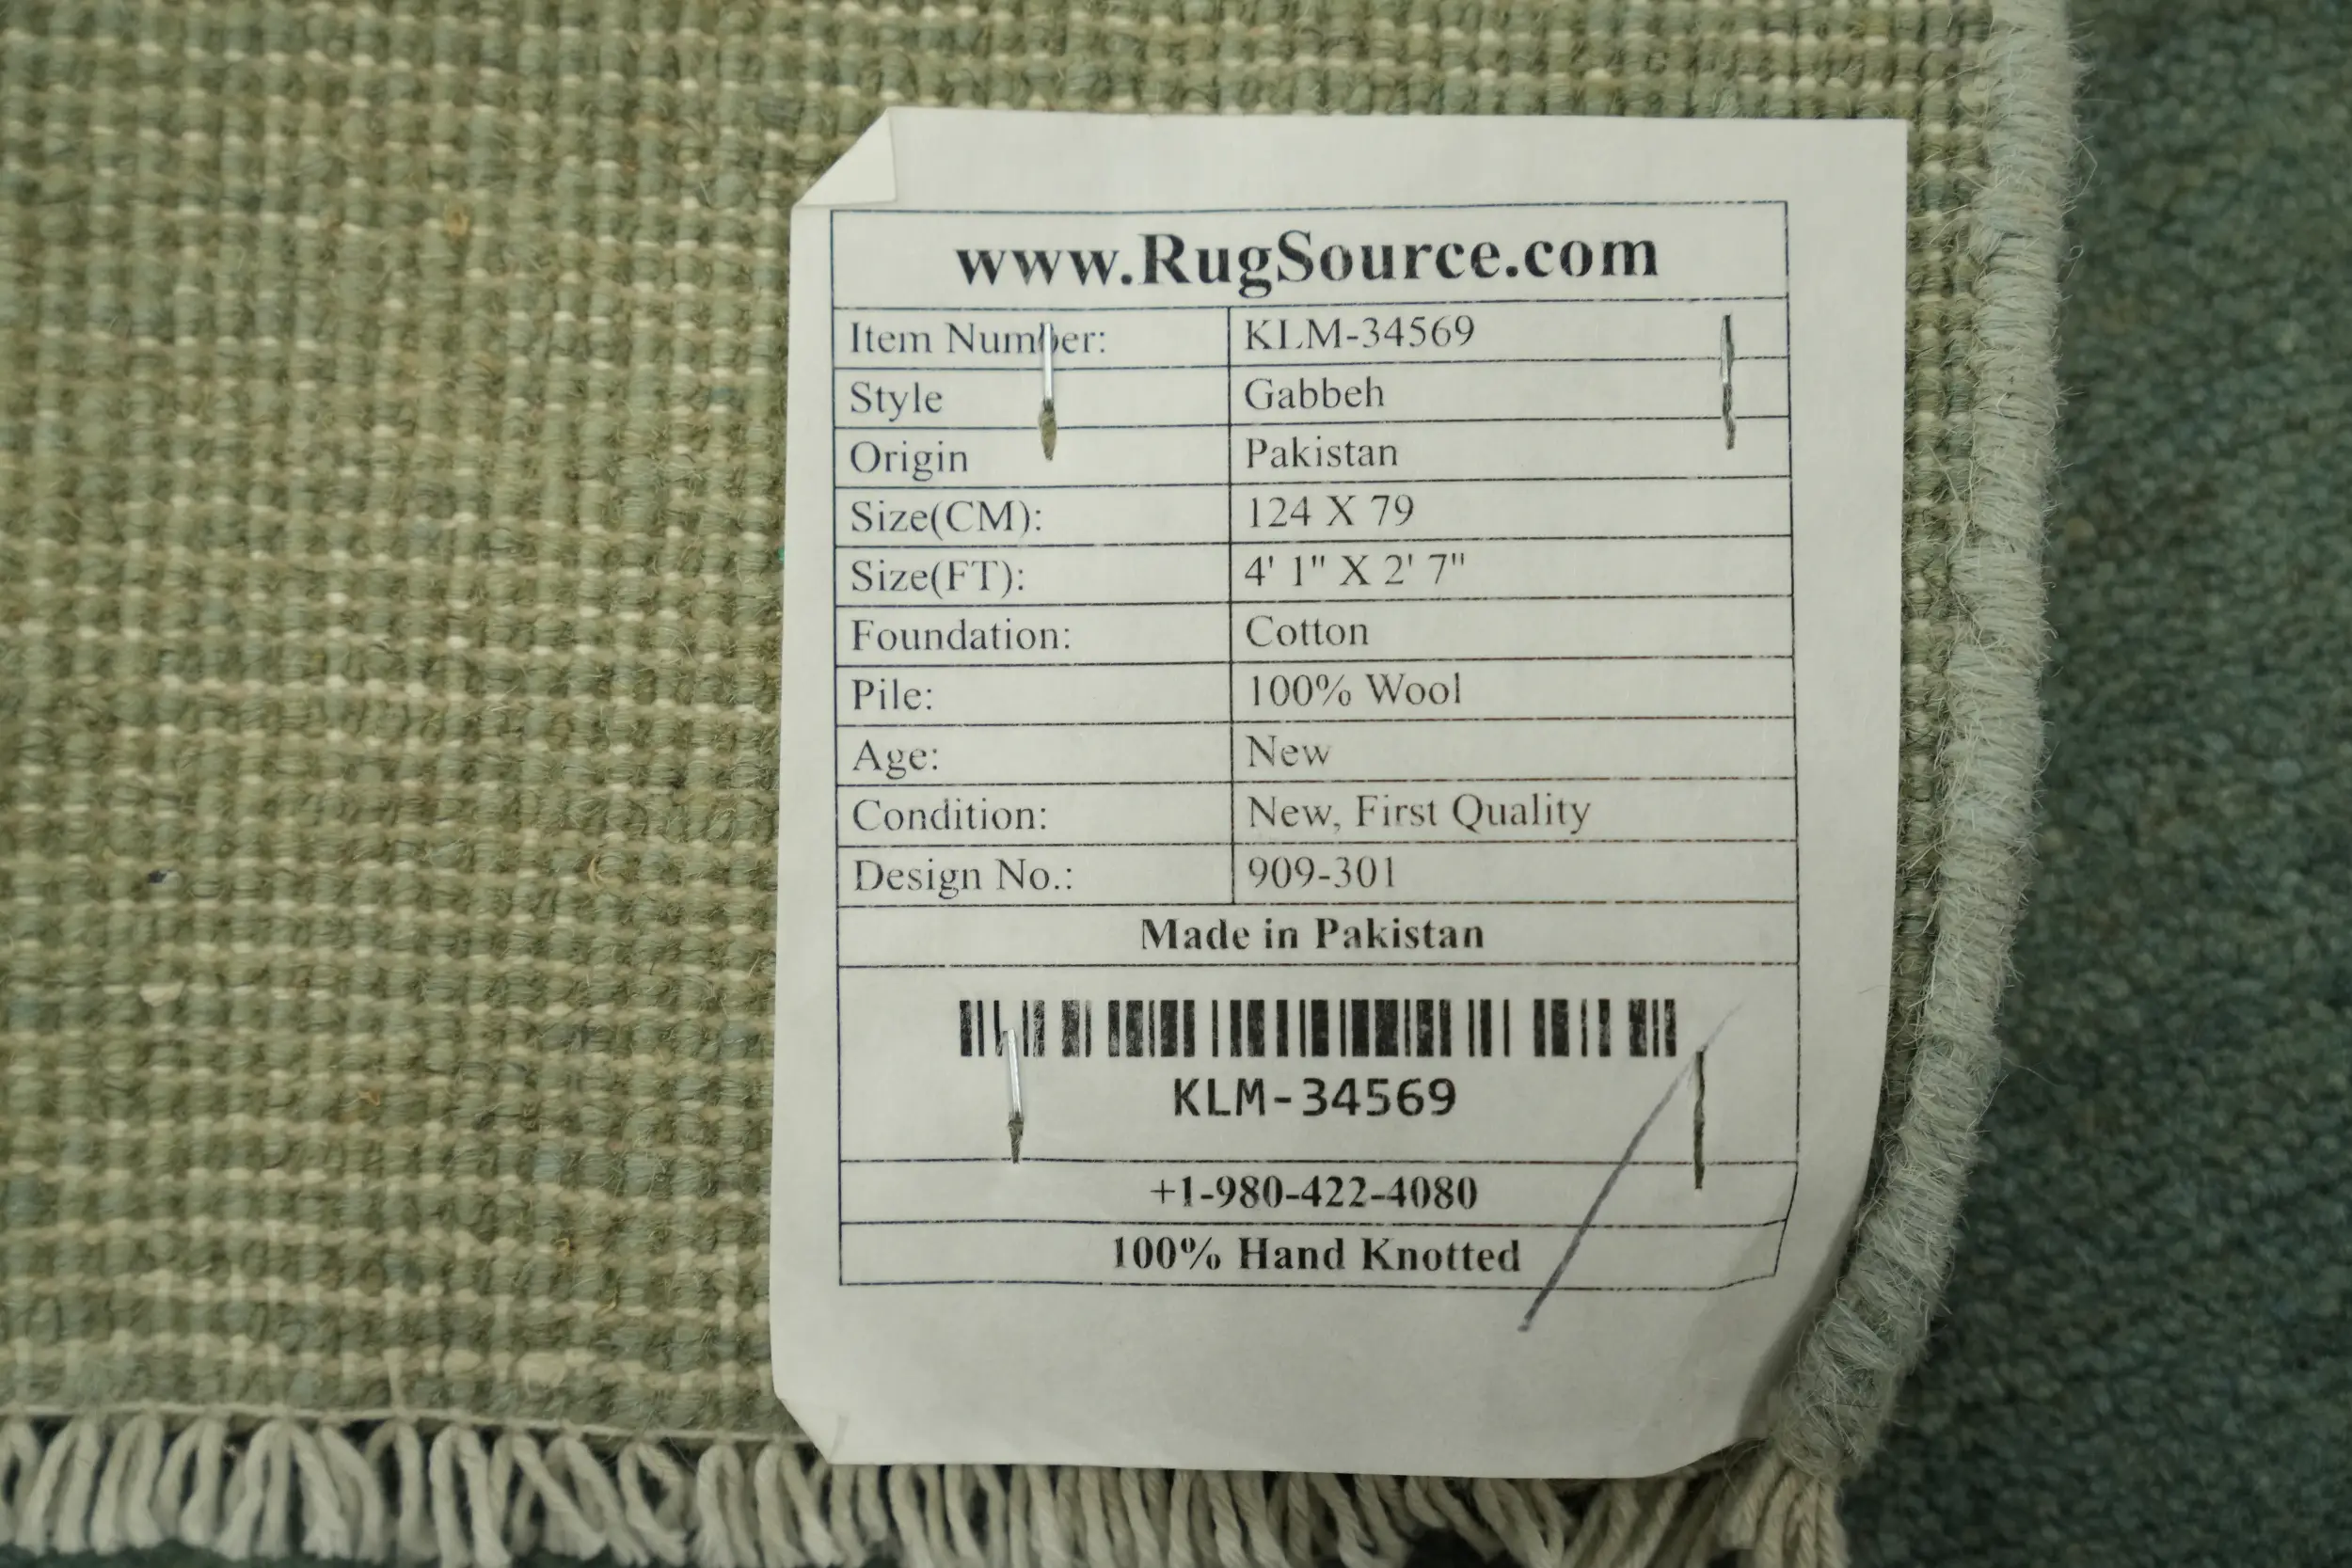 www.RugSource.com
Item Number: KLM-34569
Style Gabbeh
Origin Pakistan
Size(CM): 124 X 79
Size(FT): 4' 1" X 2' 7"
Foundation: Cotton
Pile: 100% Wool
Age: New
Condition: New, First Quality
Design No.: 909-301
Made in Pakistan
KLM-34569
+1-980-422-4080
100% Hand Knotted